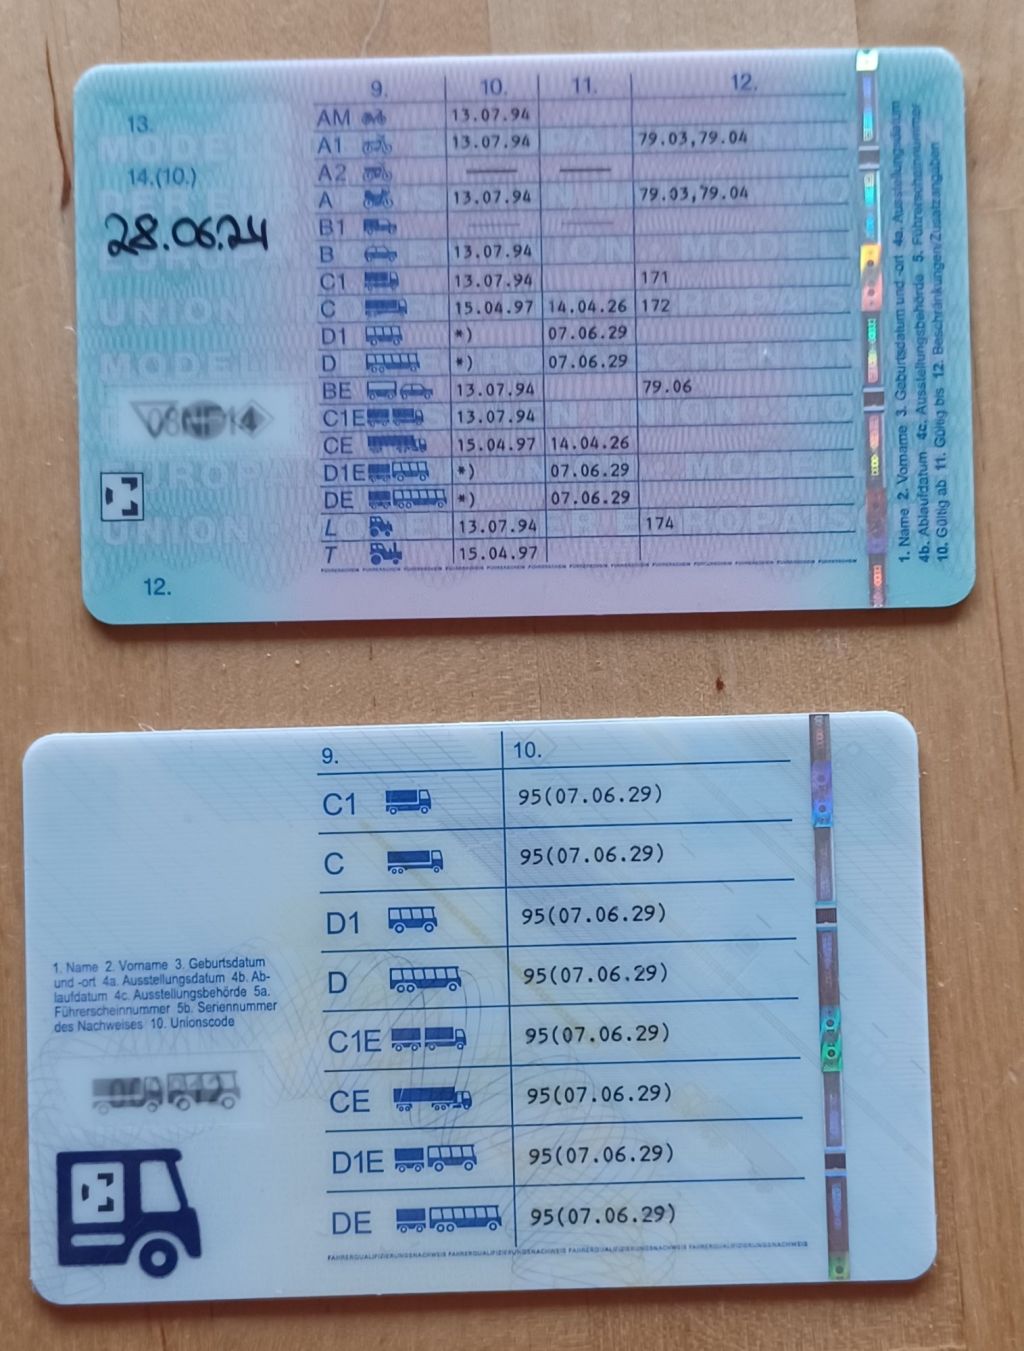 9. 10. 11. 12.
13.
AM 13.07.94
A1 13.07.94 79.03,79.04
14.(10.)
A2
28.06.24
A 13.07.94 79.03,79.04
B1
B 13.07.94
C1 13.07.94 171
C 15.04.97 14.04.26 172
D1 *) 07.06.29
D *) 07.06.29
BE 13.07.94 79.06
C1E 13.07.94
CE 15.04.97 14.04.26
D1E *) 07.06.29
DE *) 07.06.29
L 13.07.94 174
T 15.04.97
12.
1. Name 2. Vorname 3. Geburtsdatum und -ort 4a. Ausstellungsdatum
4b. Ablaufdatum 4c. Ausstellungsbehörde 5. Führerscheinnummer
10. Gültig ab 11. Gültig bis 12. Beschränkungen/Zusatzangaben
9. 10.
C1 95(07.06.29)
C 95(07.06.29)
D1 95(07.06.29)
D 95(07.06.29)
C1E 95(07.06.29)
CE 95(07.06.29)
D1E 95(07.06.29)
DE 95(07.06.29)
1. Name 2. Vorname 3. Geburtsdatum
und -ort 4a. Ausstellungsdatum 4b. Ab-
laufdatum 4c. Ausstellungsbehörde 5a.
Führerscheinnummer 5b. Seriennummer
des Nachweises 10. Unionscode
FAHRERQUALIFIZIERUNGSNACHWEIS FAHRERQUALIFIZIERUNGSNACHWEIS FAHRERQUALIFIZIERUNGSNACHWEIS FAHRERQUALIFIZIERUNGSNACHWEIS